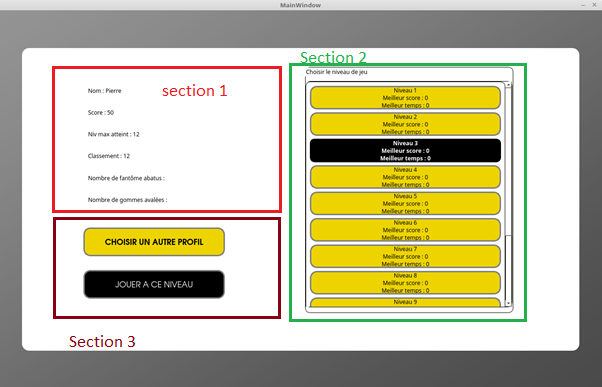 MainWindow
Section 2
section 1
Nom : Pierre
Score : 50
Niv max atteint : 12
Classement : 12
Nombre de fantôme abatus :
Nombre de gommes avalées :
Choisir le niveau de jeu
Niveau 1
Meilleur score : 0
Meilleur temps : 0
Niveau 2
Meilleur score : 0
Meilleur temps : 0
Niveau 3
Meilleur score : 0
Meilleur temps : 0
Niveau 4
Meilleur score : 0
Meilleur temps : 0
Niveau 5
Meilleur score : 0
Meilleur temps : 0
Niveau 6
Meilleur score : 0
Meilleur temps : 0
Niveau 7
Meilleur score : 0
Meilleur temps : 0
Niveau 8
Meilleur score : 0
Meilleur temps : 0
Niveau 9
CHOISIR UN AUTRE PROFIL
JOUER A CE NIVEAU
Section 3